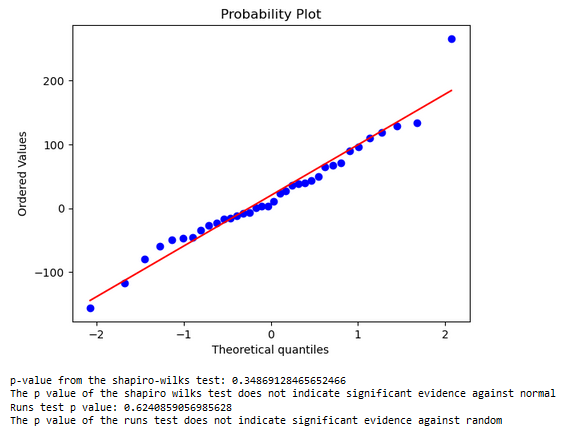 Probability Plot
200
100
0
−100
Ordered Values
−2
−1
0
1
2
Theoretical quantiles
p-value from the shapiro-wilks test: 0.34869128465652466
The p value of the shapiro wilks test does not indicate significant evidence against normal
Runs test p value: 0.6240859056985628
The p value of the runs test does not indicate significant evidence against random